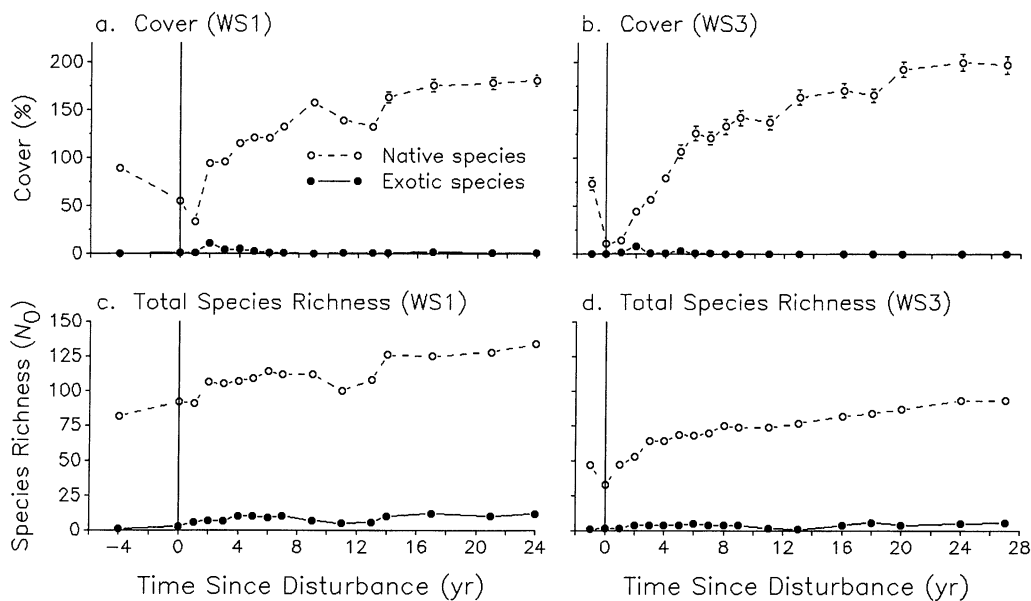 a. Cover (WS1)
b. Cover (WS3)
Cover (%)
200
150
100
50
0
Native species
Exotic species
c. Total Species Richness (WS1)
d. Total Species Richness (WS3)
Species Richness (N0)
150
125
100
75
50
25
0
−4 0 4 8 12 16 20 24
0 4 8 12 16 20 24 28
Time Since Disturbance (yr)
Time Since Disturbance (yr)